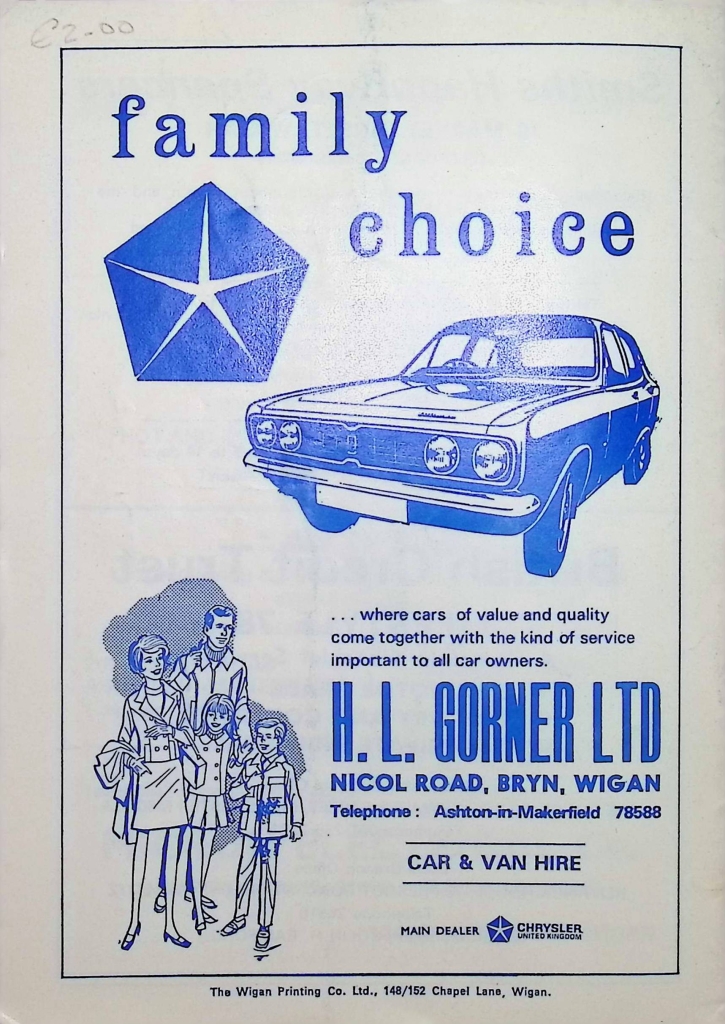 £2.00
family
choice
...where cars of value and quality
come together with the kind of service
important to all car owners.
H. L. GORNER LTD
NICOL ROAD, BRYN, WIGAN
Telephone: Ashton-in-Makerfield 78588
CAR & VAN HIRE
MAIN DEALER CHRYSLER
UNITED KINGDOM
The Wigan Printing Co. Ltd., 148/152 Chapel Lane, Wigan.